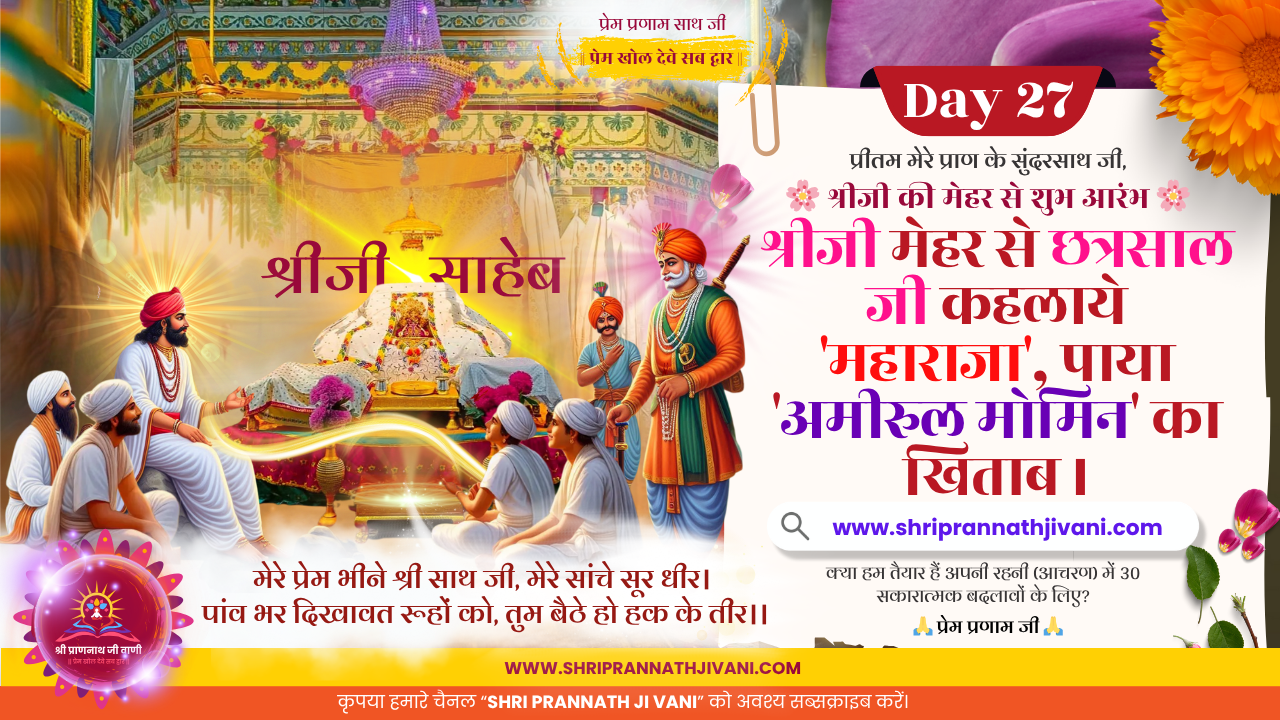 प्रेम प्रणाम साथ जी
॥ प्रेम खोल देवे सब द्वार ॥
Day 27
प्रीतम मेरे प्राण के सुंदरसाथ जी,
🌸 श्रीजी की मेहर से शुभ आरंभ 🌸
श्रीजी मेहर से छत्रसाल
जी कहलाये
'महाराजा', पाया
'अमीरुल मोमिन' का
खिताब ।
श्रीजी साहेब
www.shriprannathjivani.com
क्या हम तैयार हैं अपनी रहनी (आचरण) में 30
सकारात्मक बदलावों के लिए?
🙏 प्रेम प्रणाम जी 🙏
मेरे प्रेम भीने श्री साथ जी, मेरे सांचे सूर धीर।
पांव भर दिखावत रूहों को, तुम बैठे हो हक के तीर।।
श्री प्राणनाथ जी वाणी
॥ प्रेम खोल देवे सब द्वार ॥
WWW.SHRIPRANNATHJIVANI.COM
कृपया हमारे चैनल “SHRI PRANNATH JI VANI” को अवश्य सब्सक्राइब करें।